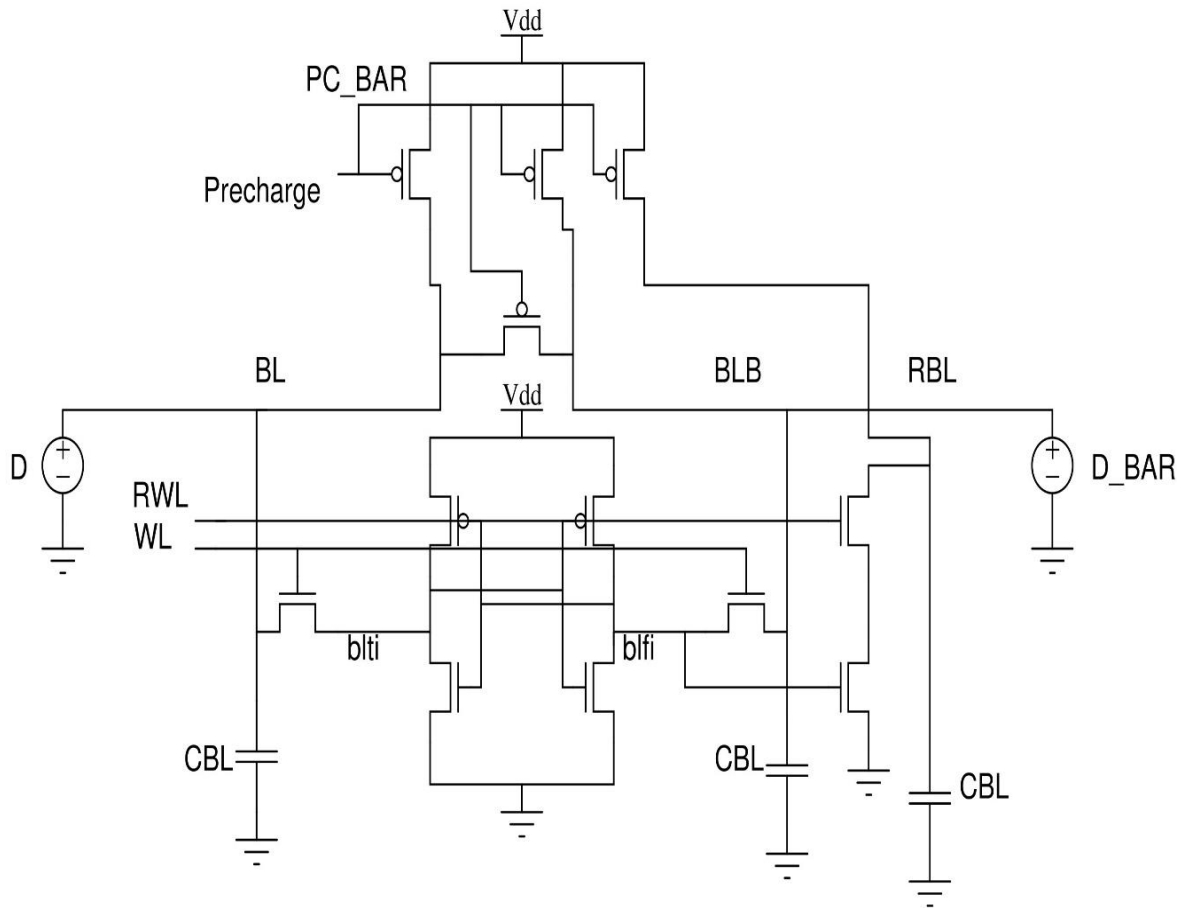 Vdd
PC_BAR
Precharge
BL
Vdd
BLB
RBL
D
D_BAR
RWL
WL
blti
blfi
CBL
CBL
CBL